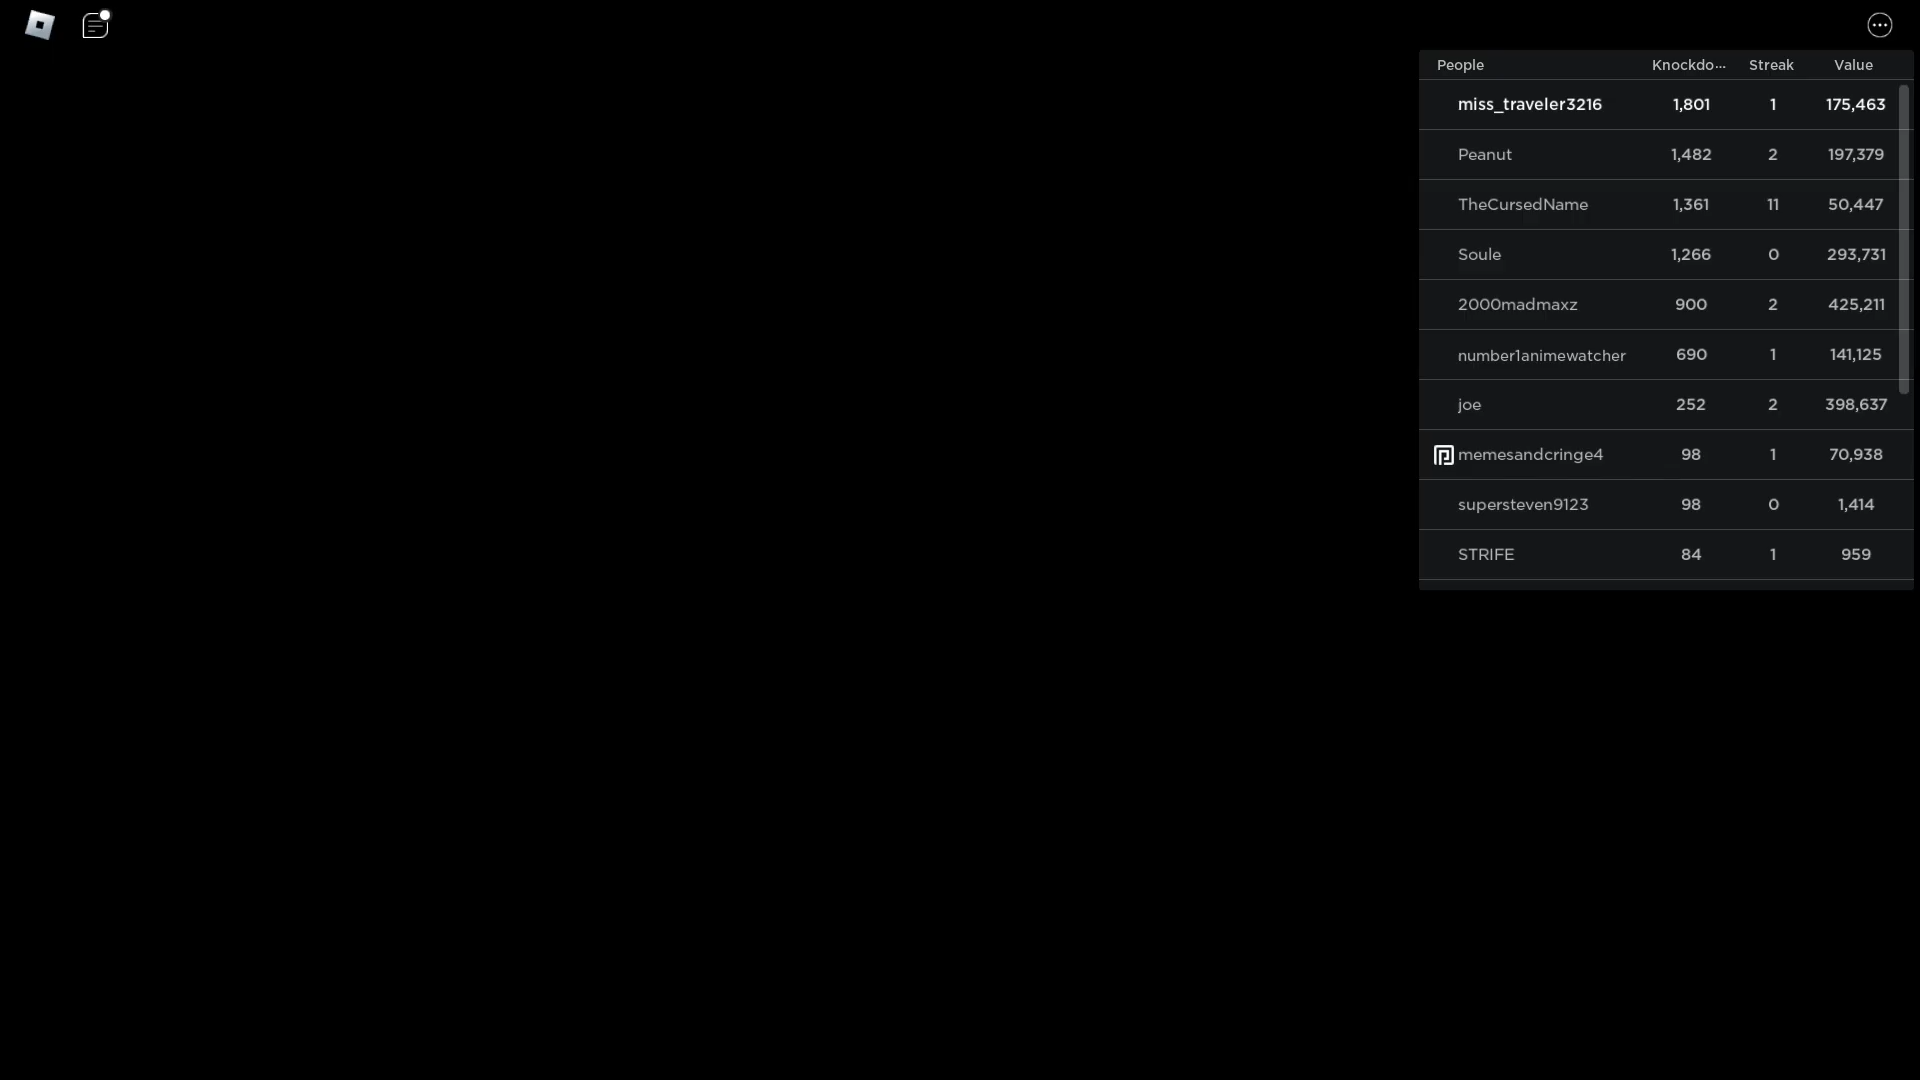 People Knockdo... Streak Value
miss_traveler3216 1,801 1 175,463
Peanut 1,482 2 197,379
TheCursedName 1,361 11 50,447
Soule 1,266 0 293,731
2000madmaxz 900 2 425,211
number1animewatcher 690 1 141,125
joe 252 2 398,637
memesandcringe4 98 1 70,938
supersteven9123 98 0 1,414
STRIFE 84 1 959